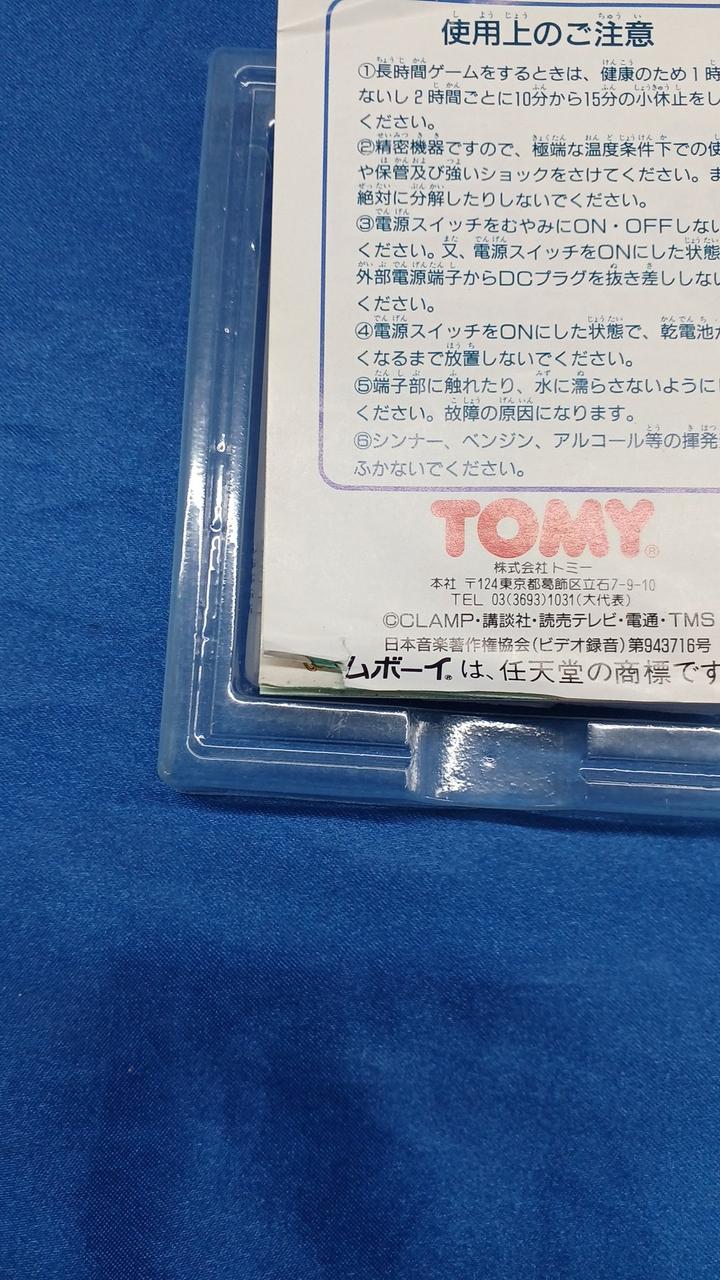 使用上のご注意
①長時間ゲームをするときは、健康のため1時
ないし2時間ごとに10分から15分の小休止をし
ください。
②精密機器ですので、極端な温度条件下での使
や保管及び強いショックをさけてください。ま
絶対に分解したりしないでください。
③電源スイッチをむやみにON・OFFしない
ください。又、電源スイッチをONにした状態
外部電源端子からDCプラグを抜き差ししない
ください。
④電源スイッチをONにした状態で、乾電池が
くなるまで放置しないでください。
⑤端子部に触れたり、水に濡らさないように
ください。故障の原因になります。
⑥シンナー、ベンジン、アルコール等の揮発
ふかないでください。
TOMY®
株式会社トミー
本社 〒124東京都葛飾区立石7-9-10
TEL 03(3693)1031(大代表)
©CLAMP・講談社・読売テレビ・電通・TMS
日本音楽著作権協会(ビデオ録音)第943716号
ムボーイ®は、任天堂の商標です